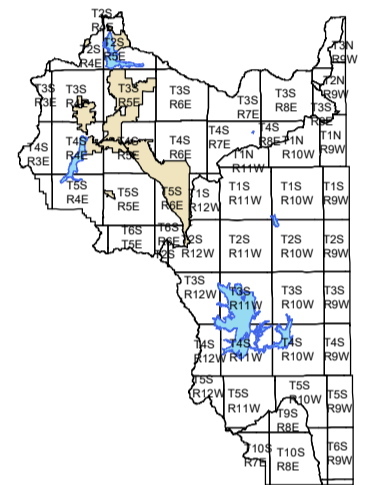 T2S
R4E
T2S
R4E
T2S
R5E
T3N
R9W
T3S
R3E
T3S
R4E
T3S
R5E
T3S
R6E
T3S
R7E
T3S
R8E
T2N
R9W
T3S
R8E
T4S
R3E
T4S
R4E
T4S
R5E
T4S
R6E
T4S
R7E
T4S
R8E
T1N
R11W
T1N
R10W
T1N
R9W
T5S
R4E
T5S
R5E
T5S
R6E
T1S
R12W
T1S
R11W
T1S
R10W
T1S
R9W
T6S
T5E
T6S
R6E
T2S
T2S
R12W
T2S
R11W
T2S
R10W
T2S
R9W
T3S
R12W
T3S
R11W
T3S
R10W
T3S
R9W
T4S
R12W
T4S
R11W
T4S
R10W
T4S
R9W
T5S
R12W
T5S
R11W
T5S
R10W
T5S
R9W
T9S
R8E
T10S
R7E
T10S
R8E
T6S
R9W